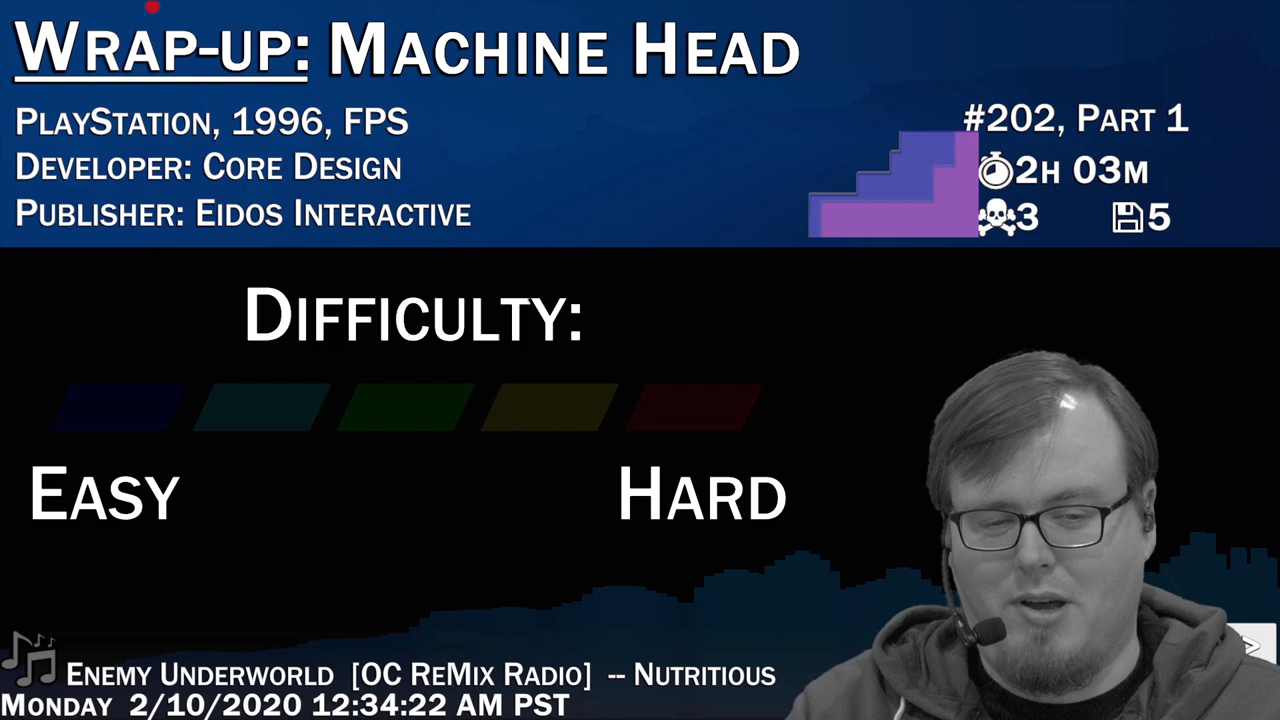 Wrap-up: Machine Head
PlayStation, 1996, FPS
#202, Part 1
Developer: Core Design
2h 03m
Publisher: Eidos Interactive
3 5
Difficulty:
Easy Hard
Enemy Underworld [OC ReMix Radio] -- Nutritious
Monday 2/10/2020 12:34:22 AM PST